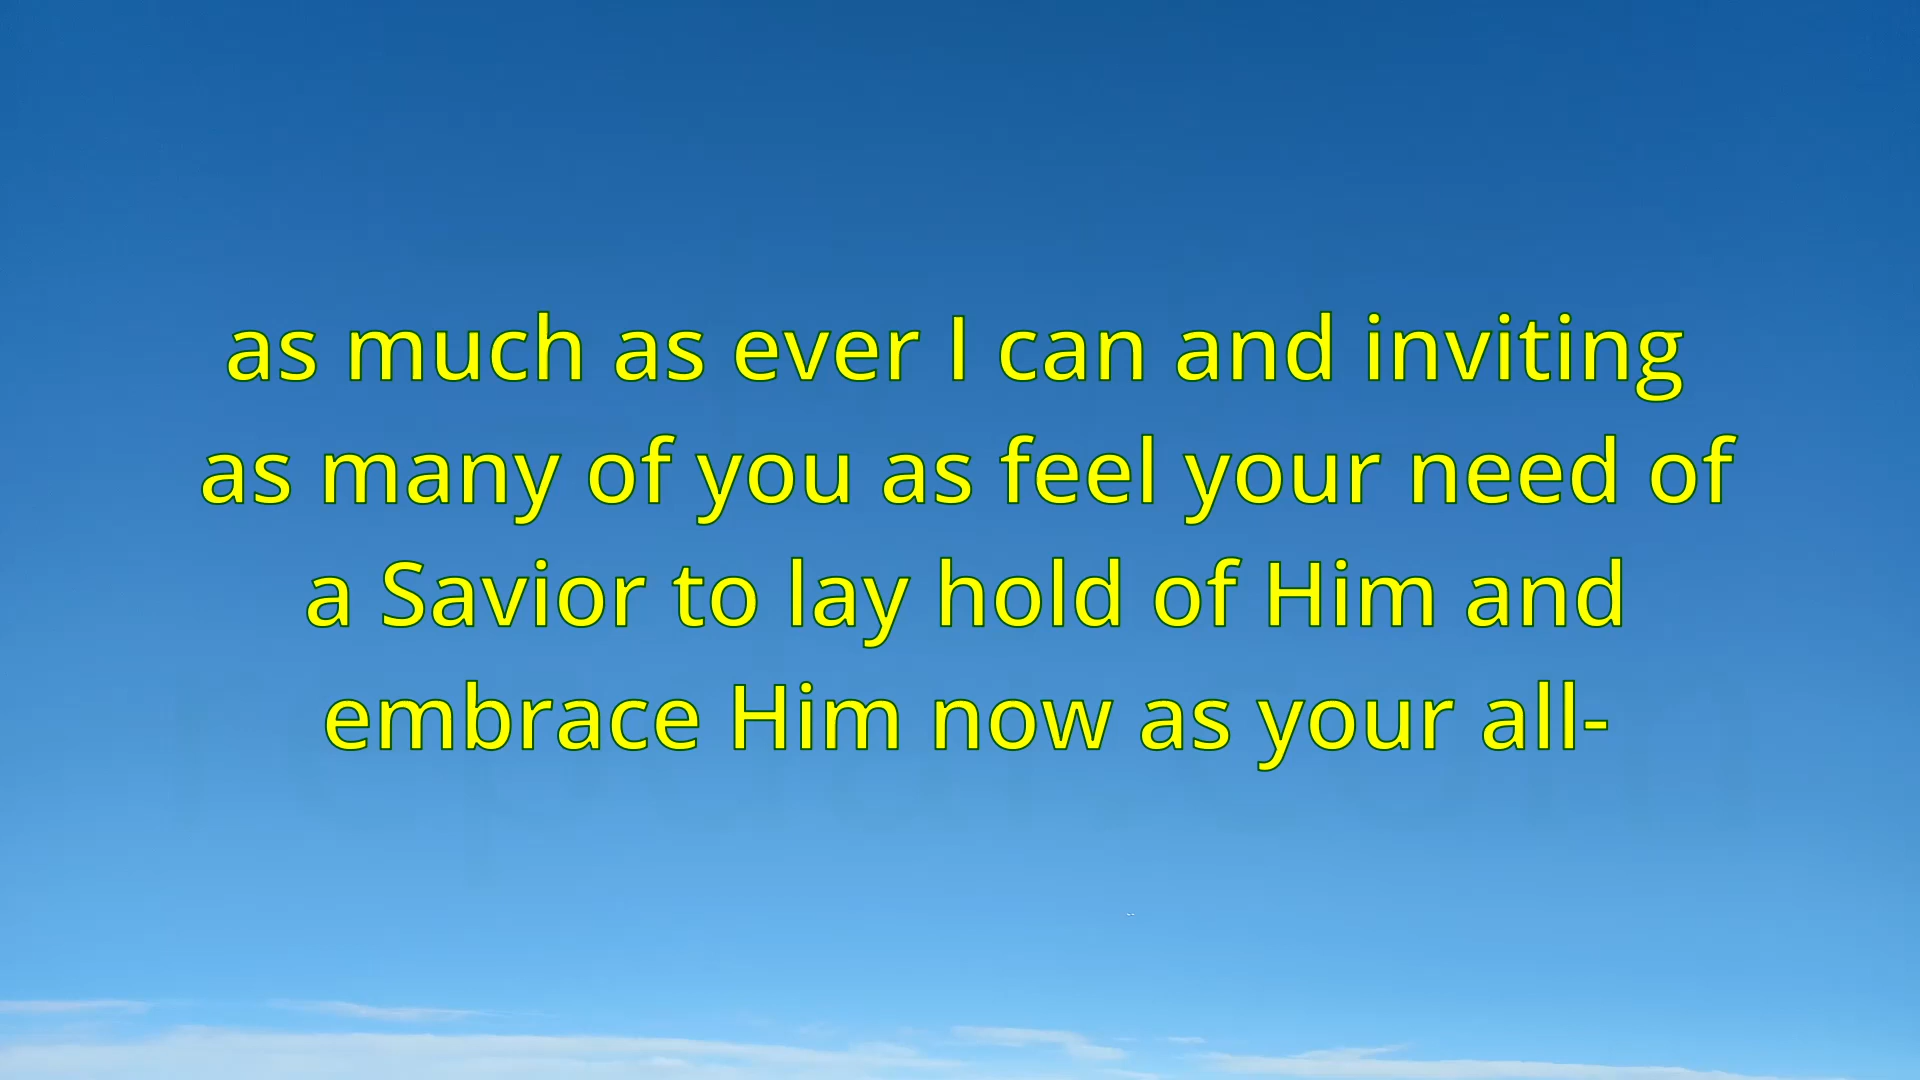 as much as ever I can and inviting
as many of you as feel your need of
a Savior to lay hold of Him and
embrace Him now as your all-